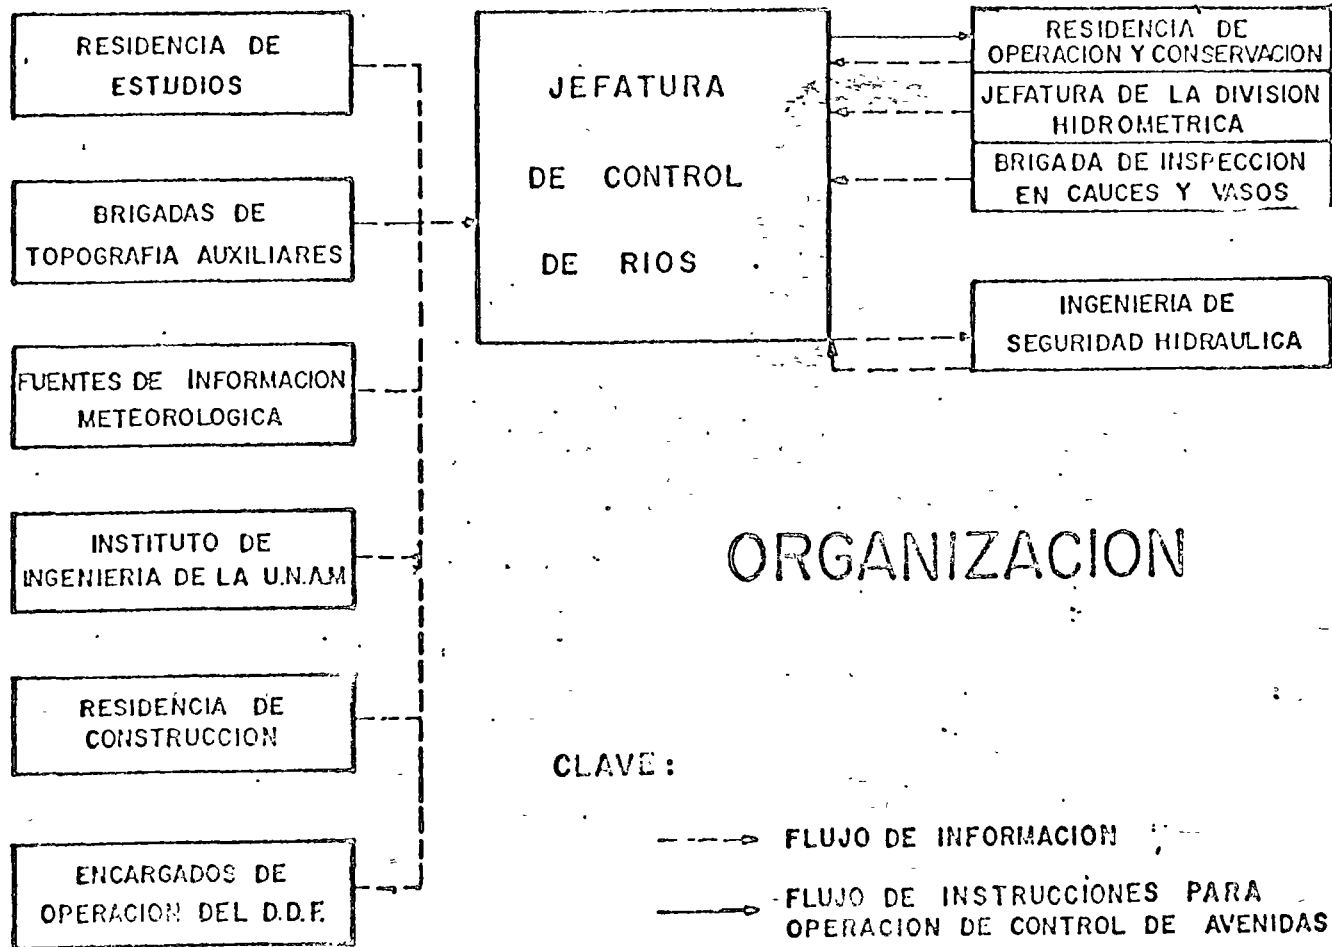 RESIDENCIA DE
ESTUDIOS
BRIGADAS DE
TOPOGRAFIA AUXILIARES
FUENTES DE INFORMACION
METEOROLOGICA
INSTITUTO DE
INGENIERIA DE LA U.N.A.M
RESIDENCIA DE
CONSTRUCCION
ENCARGADOS DE
OPERACION DEL D.D.F.
JEFATURA
DE CONTROL
DE RIOS
RESIDENCIA DE
OPERACION Y CONSERVACION
JEFATURA DE LA DIVISION
HIDROMETRICA
BRIGADA DE INSPECCION
EN CAUCES Y VASOS
INGENIERIA DE
SEGURIDAD HIDRAULICA
ORGANIZACION
CLAVE:
FLUJO DE INFORMACION
FLUJO DE INSTRUCCIONES PARA
OPERACION DE CONTROL DE AVENIDAS